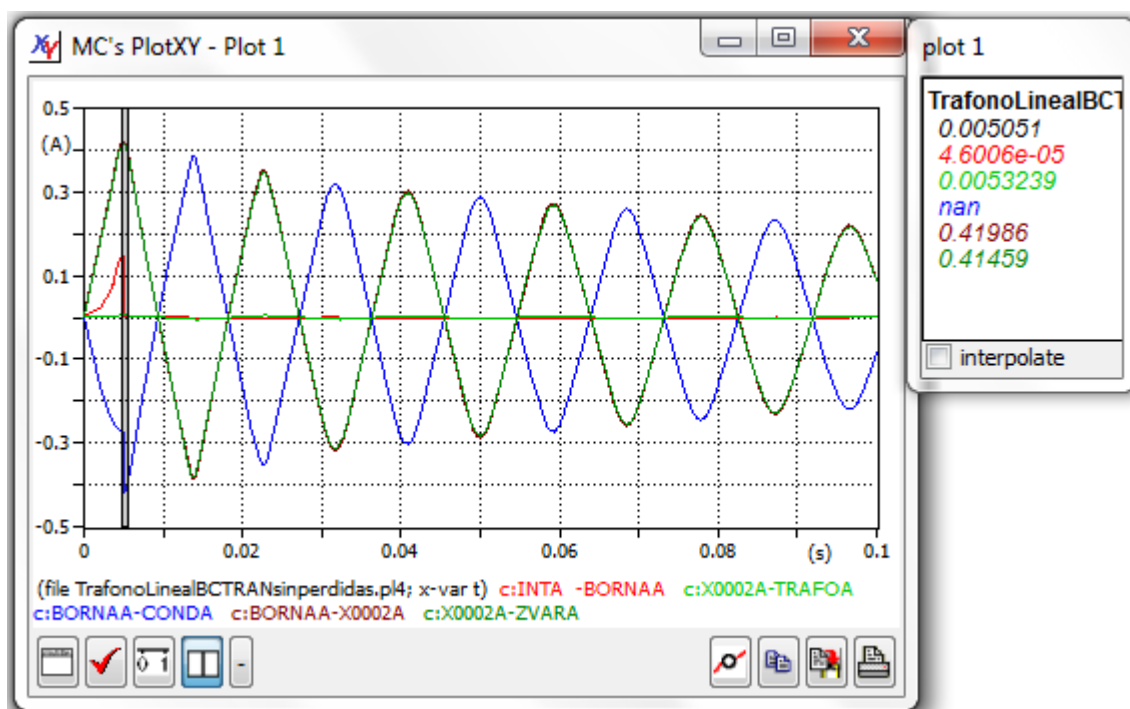 MC's PlotXY - Plot 1
0.5
(A)
0.3
0.1
-0.1
-0.3
-0.5
0
0.02
0.04
0.06
0.08
(s)
0.1
(file TrafonoLinealBCTRANsinperdidas.pl4; x-var t) c:INTA -BORNAA c:X0002A-TRAFOA
c:BORNAA-CONDA c:BORNAA-X0002A c:X0002A-ZVARA
0 1
-
plot 1
TrafonoLinealBCT
0.005051
4.6006e-05
0.0053239
nan
0.41986
0.41459
interpolate